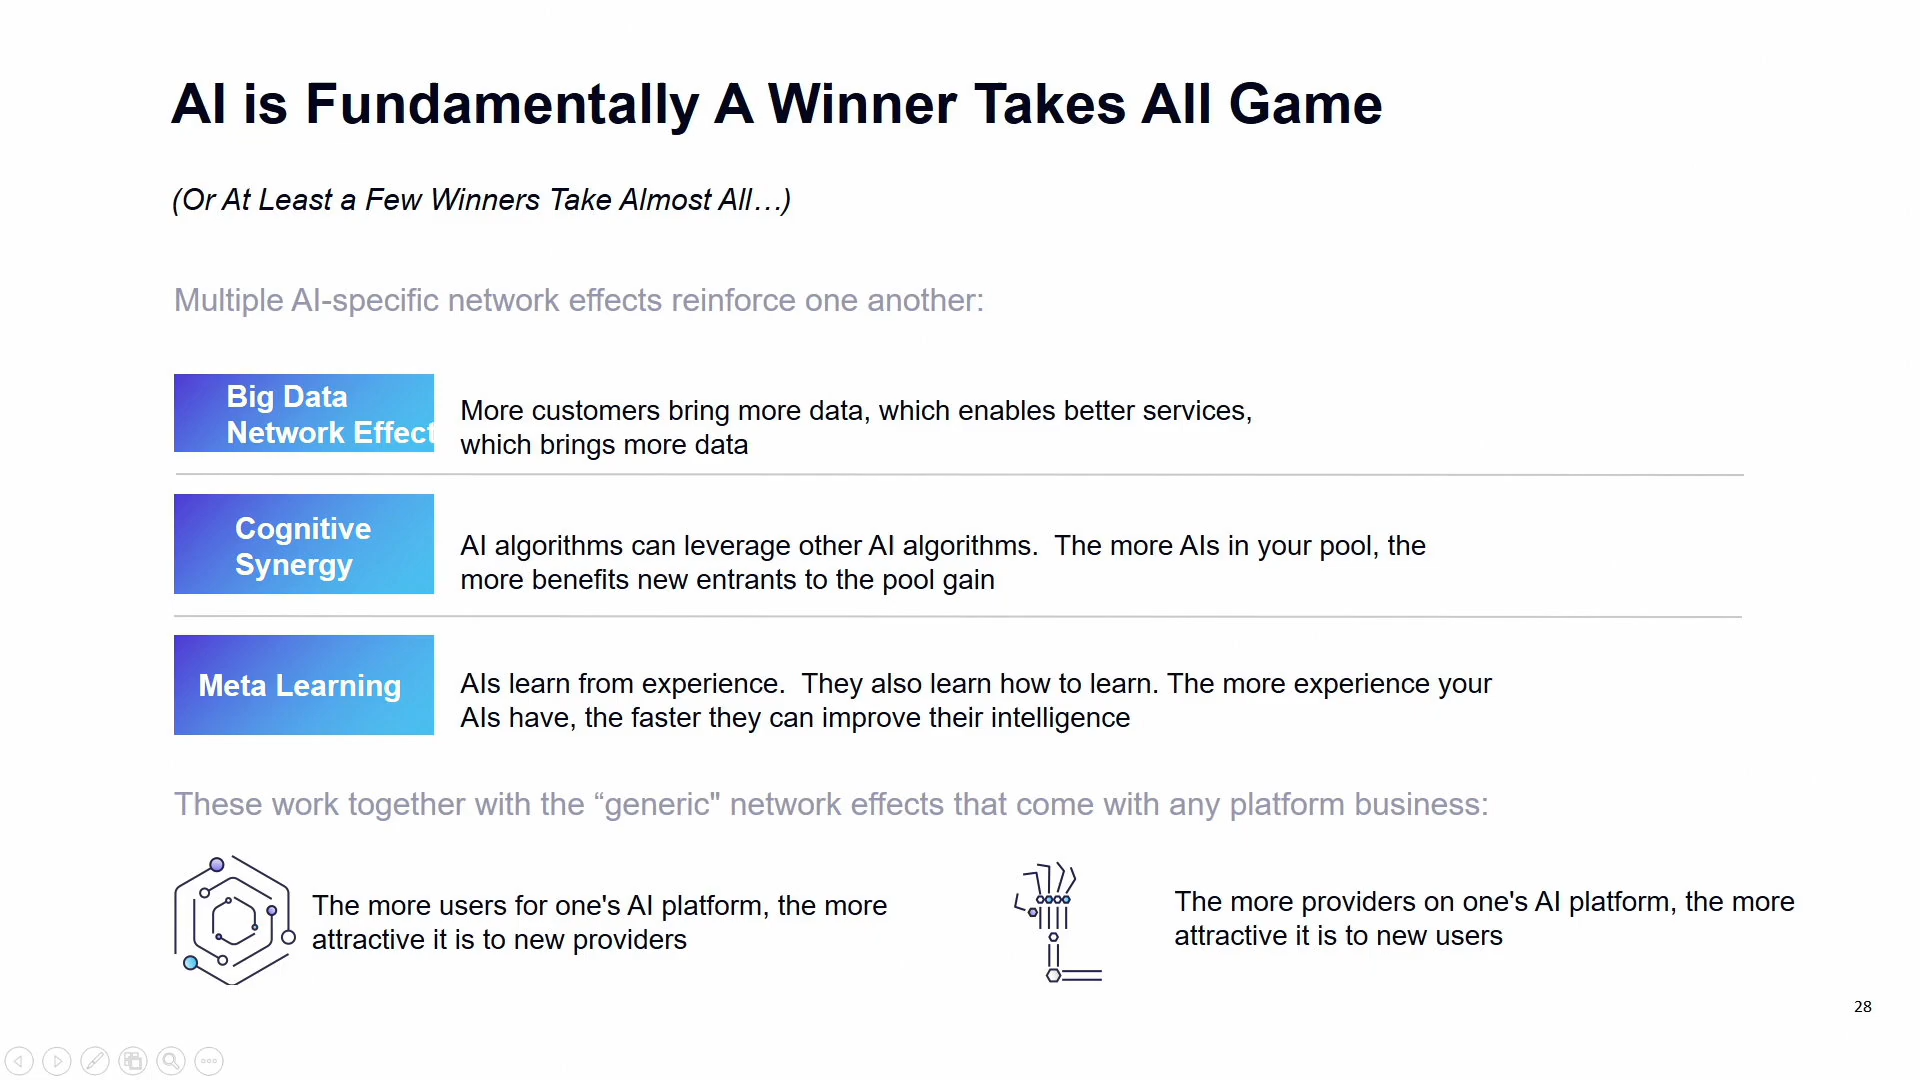 AI is Fundamentally A Winner Takes All Game
(Or At Least a Few Winners Take Almost All…)
Multiple AI-specific network effects reinforce one another:
Big Data
Network Effect
More customers bring more data, which enables better services,
which brings more data
Cognitive
Synergy
AI algorithms can leverage other AI algorithms.  The more AIs in your pool, the
more benefits new entrants to the pool gain
Meta Learning
AIs learn from experience.  They also learn how to learn. The more experience your
AIs have, the faster they can improve their intelligence
These work together with the “generic" network effects that come with any platform business:
The more users for one's AI platform, the more
attractive it is to new providers
The more providers on one's AI platform, the more
attractive it is to new users
28